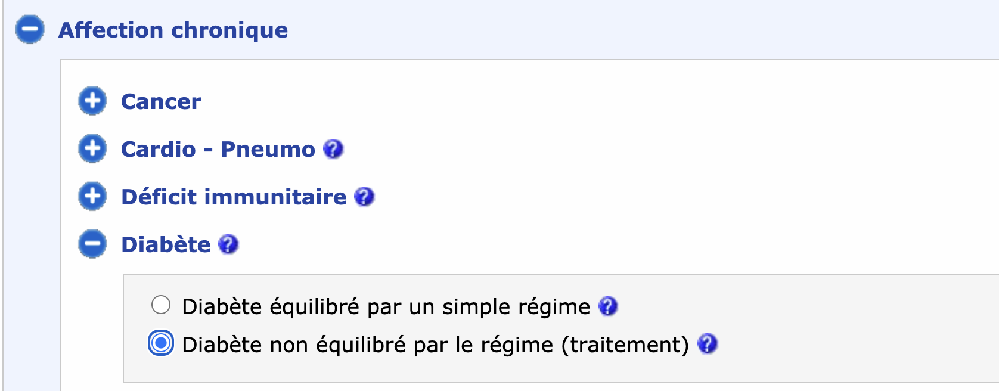 Affection chronique
Cancer
Cardio - Pneumo ?
Déficit immunitaire ?
Diabète ?
Diabète équilibré par un simple régime ?
Diabète non équilibré par le régime (traitement) ?